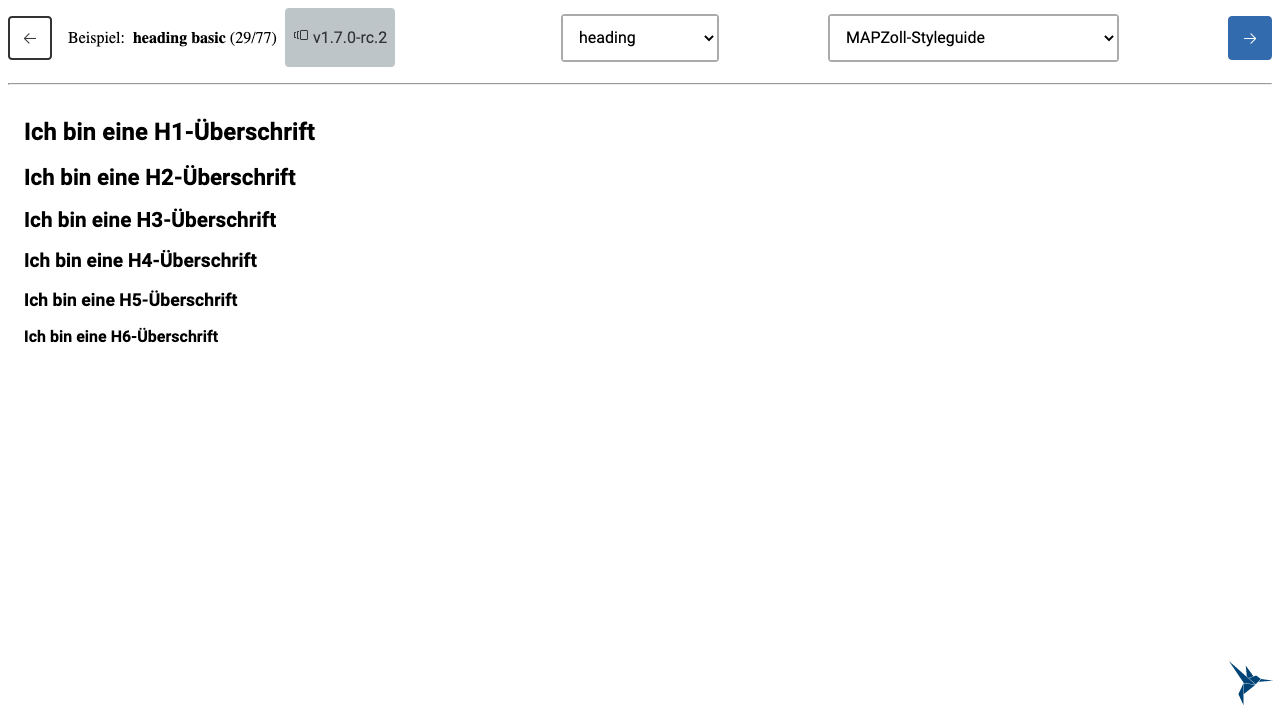 Beispiel: heading basic (29/77) v1.7.0-rc.2 heading MAPZoll-Styleguide
Ich bin eine H1-Überschrift
Ich bin eine H2-Überschrift
Ich bin eine H3-Überschrift
Ich bin eine H4-Überschrift
Ich bin eine H5-Überschrift
Ich bin eine H6-Überschrift